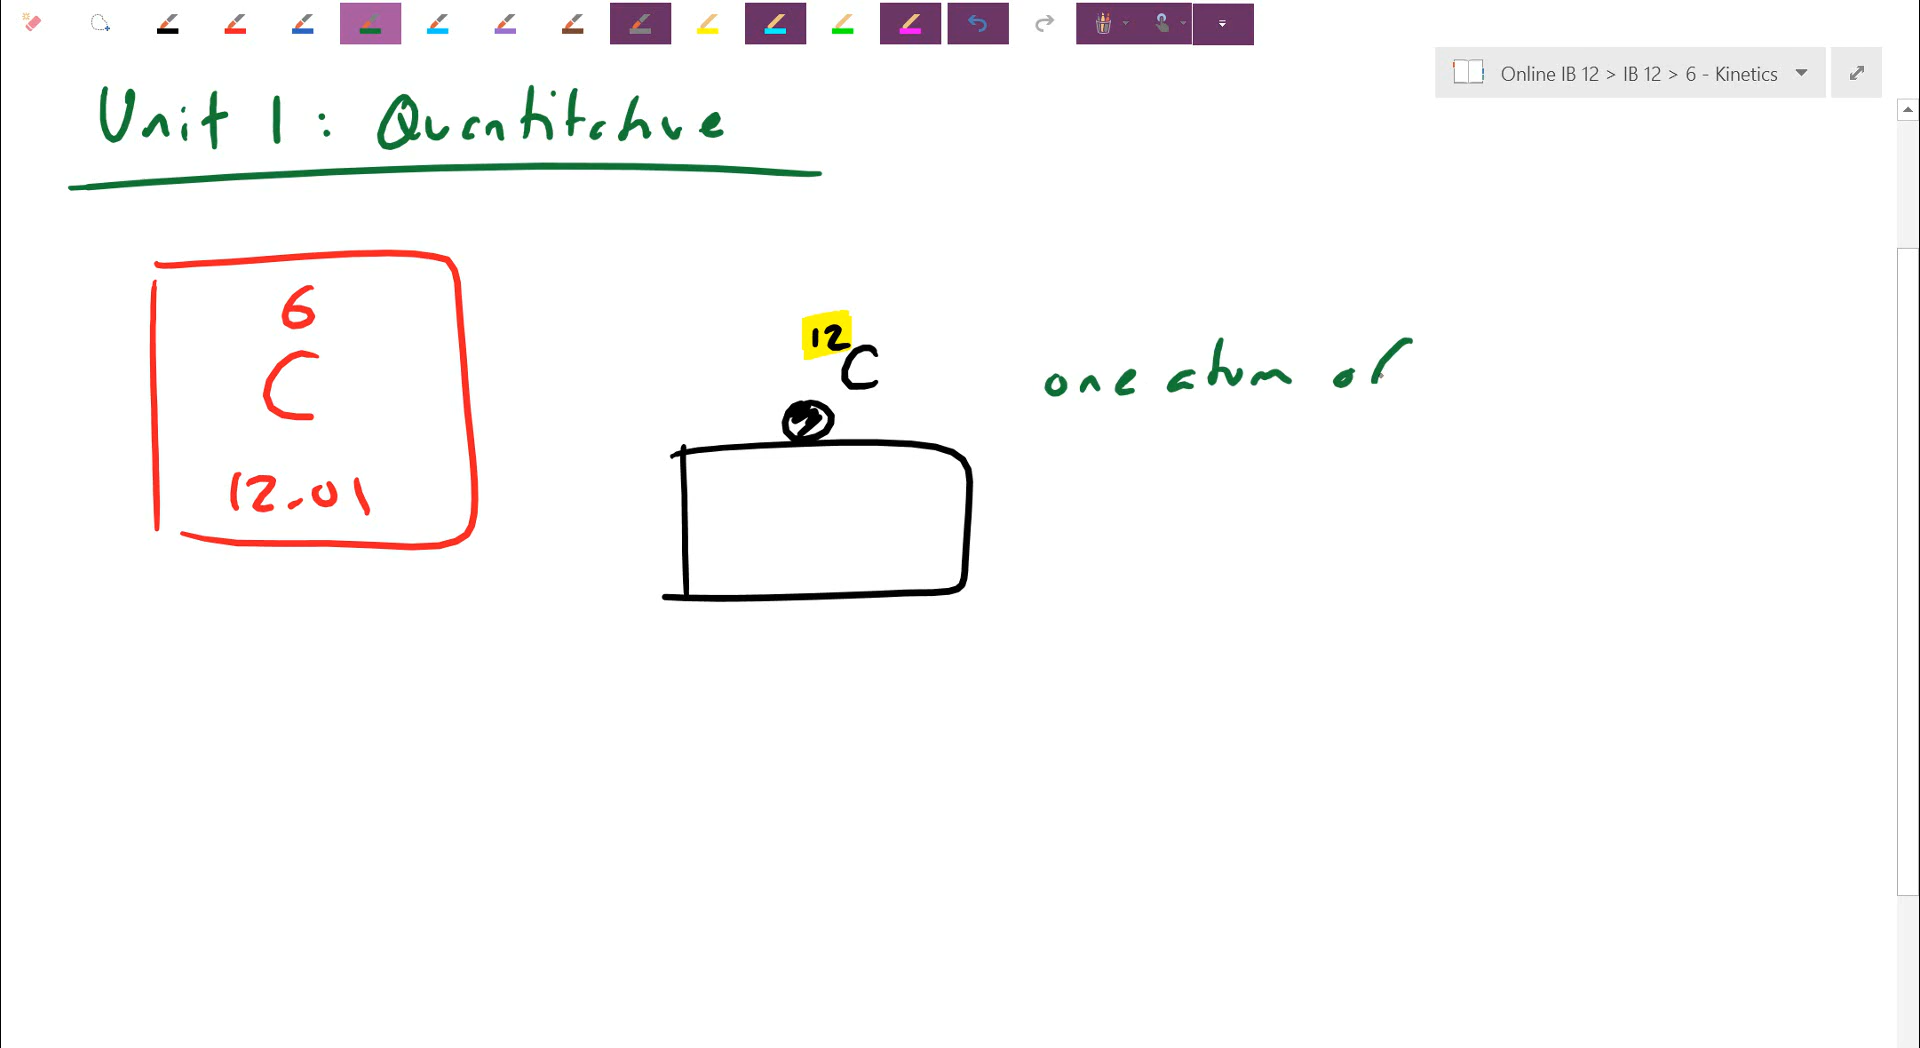 Online IB 12 > IB 12 > 6 - Kinetics
Unit 1 : Quantitative
6
C
12.01
12
C
one atom of